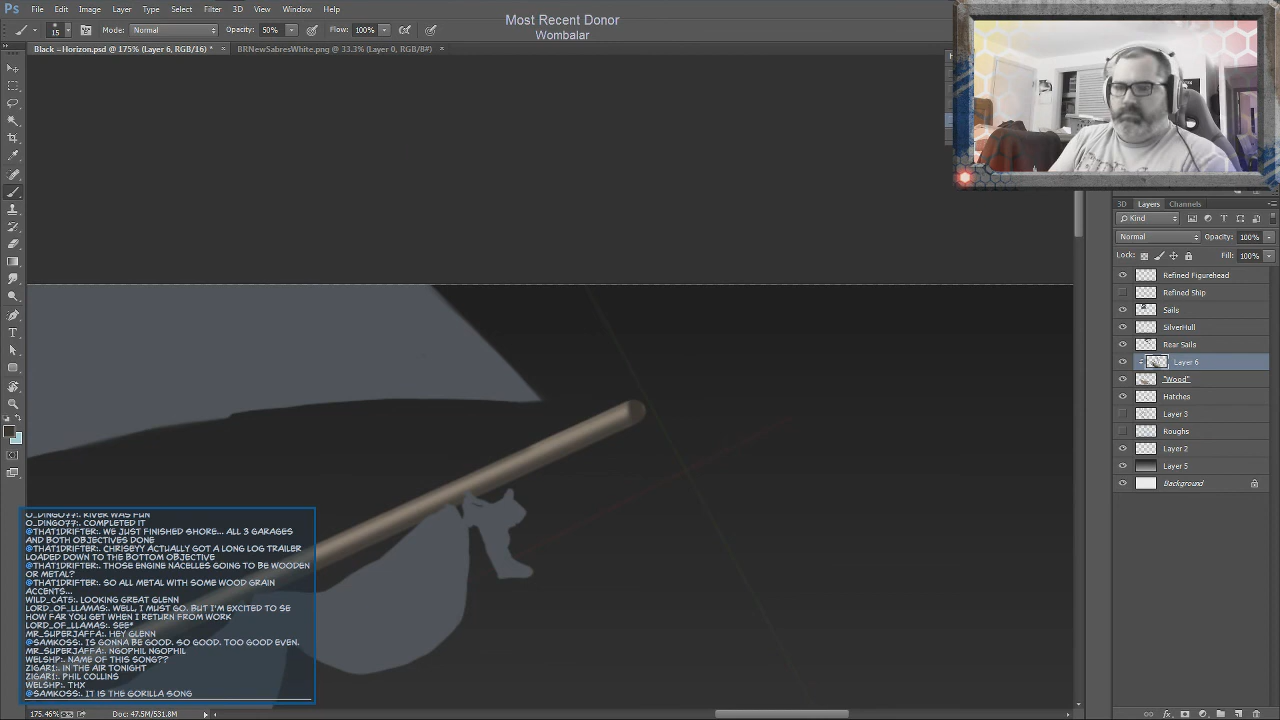 Ps File Edit Image Layer Type Select Filter 3D View Window Help
Most Recent Donor
Wombalar
15 Mode: Normal Opacity: 50% Flow: 100%
Black - Horizon.psd @ 175% (Layer 6, RGB/16) * × BRNewSabresWhite.png @ 33.3% (Layer 0, RGB/8#) ×
3D Layers Channels
Kind
Normal Opacity: 100%
Lock: Fill: 100%
Refined Figurehead
Refined Ship
Sails
SilverHull
Rear Sails
Layer 6
"Wood"
Hatches
Layer 3
Roughs
Layer 2
Layer 5
Background
O_DINGO77:. RIVER WAS FUN
O_DINGO77:. COMPLETED IT
@THAT1DRIFTER:. WE JUST FINISHED SHORE... ALL 3 GARAGES
AND BOTH OBJECTIVES DONE
@THAT1DRIFTER:. CHRISEYY ACTUALLY GOT A LONG LOG TRAILER
LOADED DOWN TO THE BOTTOM OBJECTIVE
@THAT1DRIFTER:. THOSE ENGINE NACELLES GOING TO BE WOODEN
OR METAL?
@THAT1DRIFTER:. SO ALL METAL WITH SOME WOOD GRAIN
ACCENTS...
WILD_CAT5:. LOOKING GREAT GLENN
LORD_OF_LLAMAS:. WELL, I MUST GO. BUT I'M EXCITED TO SE
HOW FAR YOU GET WHEN I RETURN FROM WORK
LORD_OF_LLAMAS:. SEE*
MR_SUPERJAFFA:. HEY GLENN
@SAMKOSS:. IS GONNA BE GOOD. SO GOOD. TOO GOOD EVEN.
MR_SUPERJAFFA:. NGOPHIL NGOPHIL
WELSHP:. NAME OF THIS SONG??
ZIGAR1:. IN THE AIR TONIGHT
ZIGAR1:. PHIL COLLINS
WELSHP:. THX
@SAMKOSS:. IT IS THE GORILLA SONG
175.46% Doc: 47.5M/531.8M